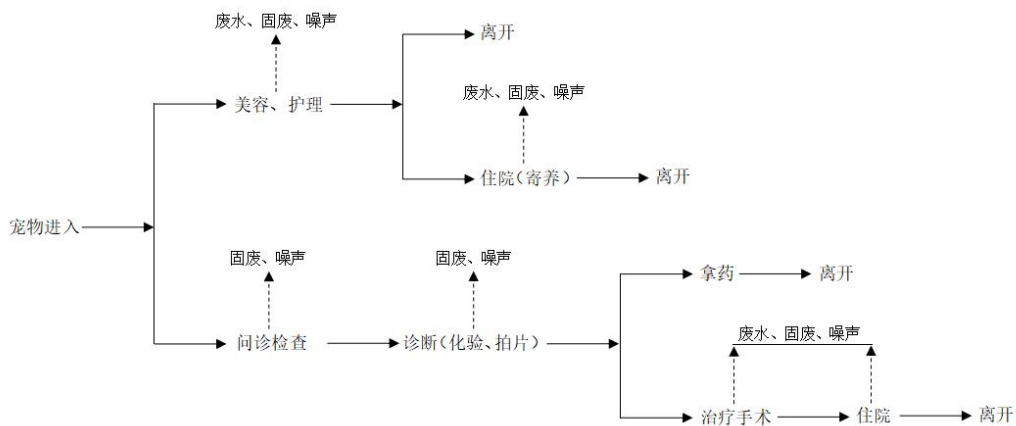 废水、固废、噪声
离开
美容、护理
废水、固废、噪声
住院(寄养)
离开
宠物进入
固废、噪声
固废、噪声
拿药
离开
问诊检查
诊断(化验、拍片)
废水、固废、噪声
治疗手术
住院
离开